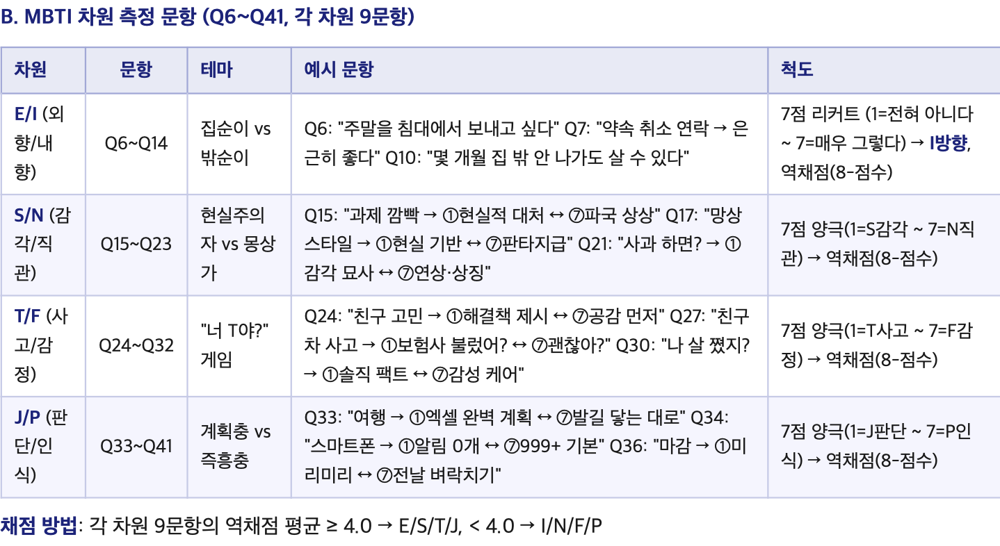 B. MBTI 차원 측정 문항 (Q6~Q41, 각 차원 9문항)
차원 문항 테마 예시 문항 척도
E/I (외
향/내
향)
Q6~Q14
집순이 vs
밖순이
Q6: "주말을 침대에서 보내고 싶다" Q7: "약속 취소 연락 → 은
근히 좋다" Q10: "몇 개월 집 밖 안 나가도 살 수 있다"
7점 리커트 (1=전혀 아니다
~ 7=매우 그렇다) → I방향,
역채점(8-점수)
S/N (감
각/직
관)
Q15~Q23
현실주의
자 vs 몽상
가
Q15: "과제 깜빡 → ①현실적 대처 ↔ ⑦파국 상상" Q17: "망상
스타일 → ①현실 기반 ↔ ⑦판타지급" Q21: "사과 하면? → ①
감각 묘사 ↔ ⑦연상·상징"
7점 양극(1=S감각 ~ 7=N직
관) → 역채점(8-점수)
T/F (사
고/감
정)
Q24~Q32
"너 T야?"
게임
Q24: "친구 고민 → ①해결책 제시 ↔ ⑦공감 먼저" Q27: "친구
차 사고 → ①보험사 불렀어? ↔ ⑦괜찮아?" Q30: "나 살 쪘지?
→ ①솔직 팩트 ↔ ⑦감성 케어"
7점 양극(1=T사고 ~ 7=F감
정) → 역채점(8-점수)
J/P (판
단/인
식)
Q33~Q41
계획충 vs
즉흥충
Q33: "여행 → ①엑셀 완벽 계획 ↔ ⑦발길 닿는 대로" Q34:
"스마트폰 → ①알림 0개 ↔ ⑦999+ 기본" Q36: "마감 → ①미
리미리 ↔ ⑦전날 벼락치기"
7점 양극(1=J판단 ~ 7=P인
식) → 역채점(8-점수)
채점 방법: 각 차원 9문항의 역채점 평균 ≥ 4.0 → E/S/T/J, < 4.0 → I/N/F/P